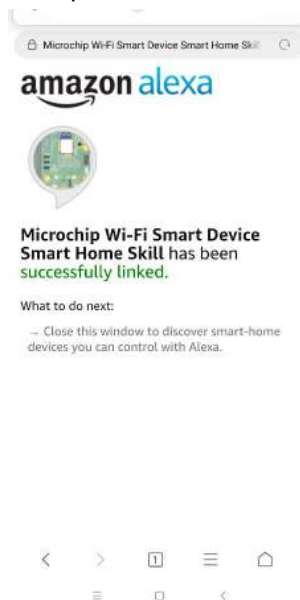 Microchip Wi-Fi Smart Device Smart Home Ski
amazon alexa
Microchip Wi-Fi Smart Device
Smart Home Skill has been
successfully linked.
What to do next:
→ Close this window to discover smart-home
devices you can control with Alexa.
1